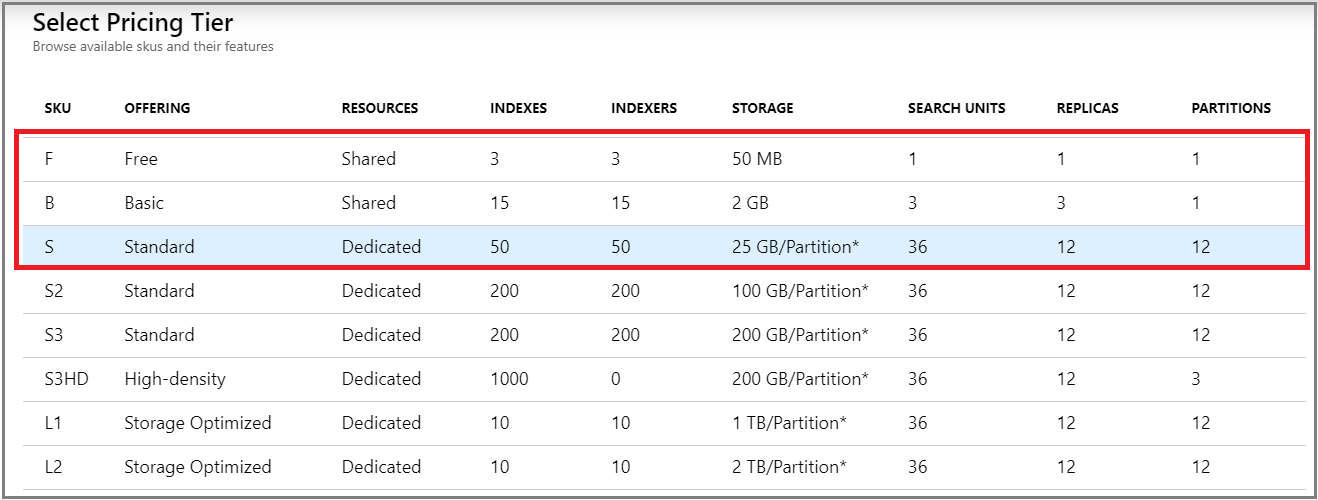 Select Pricing Tier
Browse available skus and their features
SKU OFFERING RESOURCES INDEXES INDEXERS STORAGE SEARCH UNITS REPLICAS PARTITIONS
F Free Shared 3 3 50 MB 1 1 1
B Basic Shared 15 15 2 GB 3 3 1
S Standard Dedicated 50 50 25 GB/Partition* 36 12 12
S2 Standard Dedicated 200 200 100 GB/Partition* 36 12 12
S3 Standard Dedicated 200 200 200 GB/Partition* 36 12 12
S3HD High-density Dedicated 1000 0 200 GB/Partition* 36 12 3
L1 Storage Optimized Dedicated 10 10 1 TB/Partition* 36 12 12
L2 Storage Optimized Dedicated 10 10 2 TB/Partition* 36 12 12